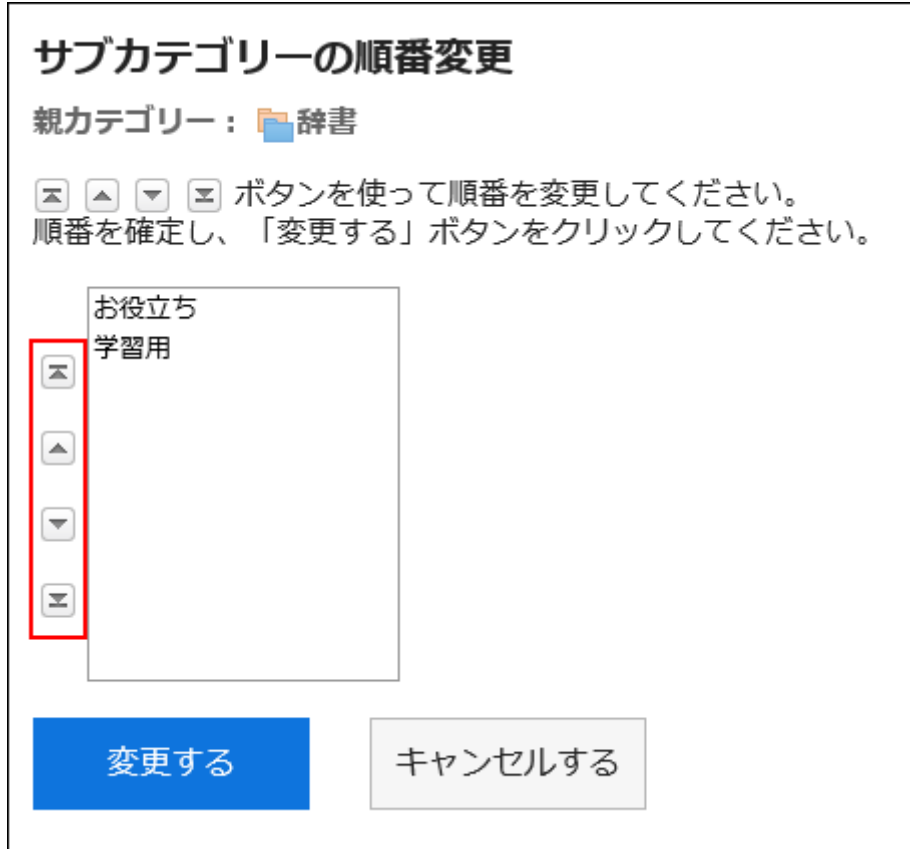 サブカテゴリーの順番変更
親カテゴリー： 辞書
ボタンを使って順番を変更してください。
順番を確定し、「変更する」ボタンをクリックしてください。
お役立ち
学習用
変更する
キャンセルする